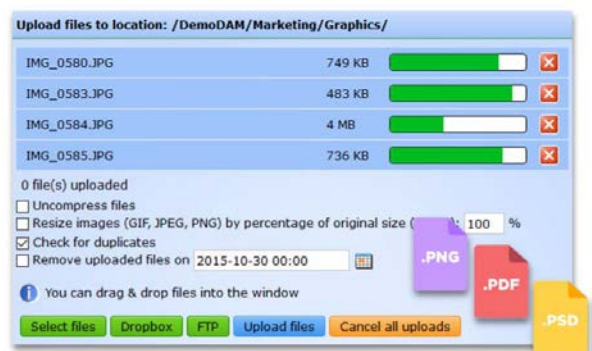 Upload files to location: /DemoDAM/Marketing/Graphics/
IMG_0580.JPG 749 KB
IMG_0583.JPG 483 KB
IMG_0584.JPG 4 MB
IMG_0585.JPG 736 KB
0 file(s) uploaded
Uncompress files
Resize images (GIF, JPEG, PNG) by percentage of original size ( ): 100 %
Check for duplicates
Remove uploaded files on 2015-10-30 00:00
You can drag & drop files into the window
Select files Dropbox FTP Upload files Cancel all uploads
.PNG
.PDF
.PSD